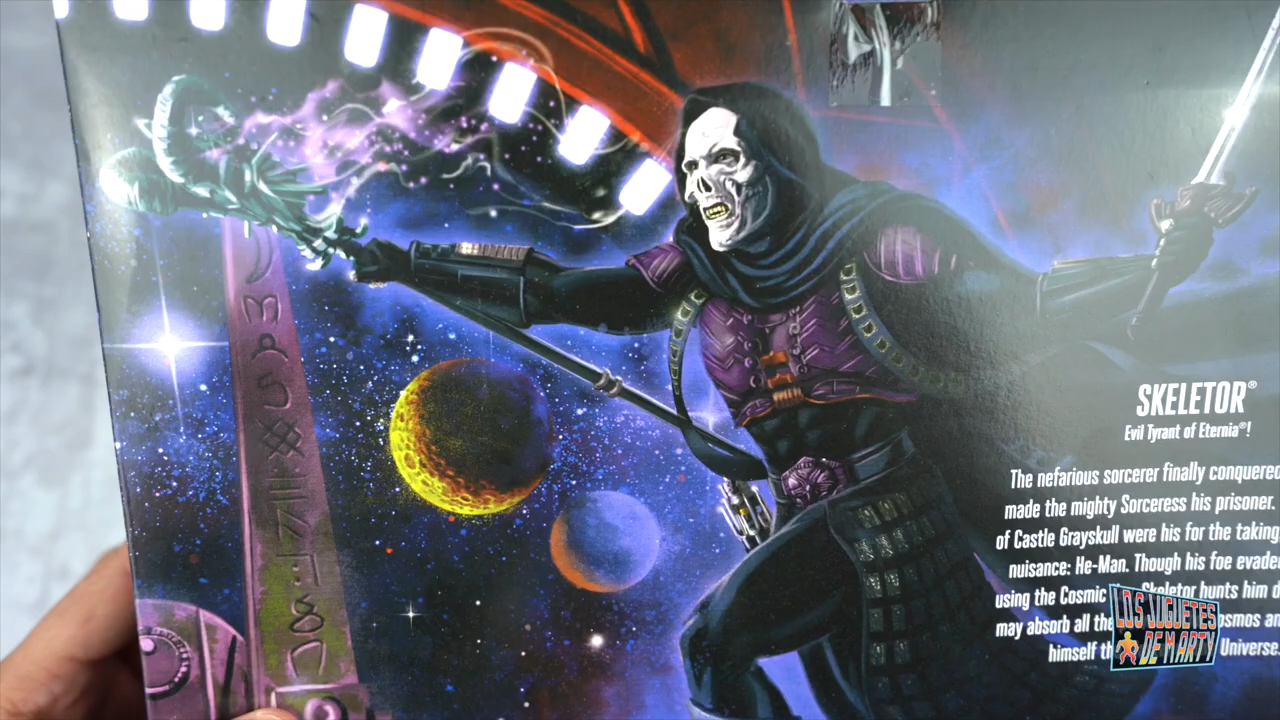 SKELETOR®
Evil Tyrant of Eternia®!
The nefarious sorcerer finally conquered
made the mighty Sorceress his prisoner.
of Castle Grayskull were his for the taking
nuisance: He-Man. Though his foe evade
using the Cosmic Skeletor hunts him
may absorb all the osmos an
himself th Universe.
LOS JUGUETES
DE MARTY